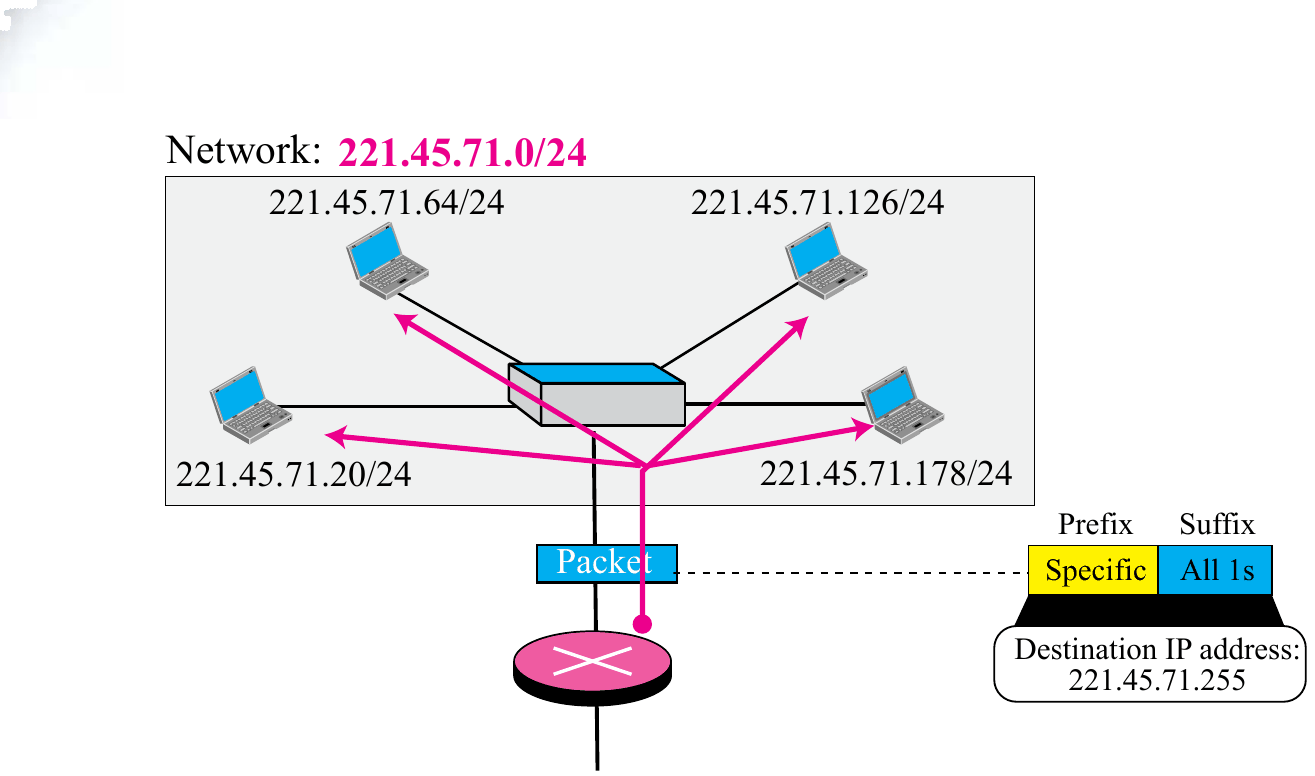 Network: 221.45.71.0/24
221.45.71.64/24
221.45.71.126/24
221.45.71.20/24
221.45.71.178/24
Prefix Suffix
Packet
Specific All 1s
Destination IP address:
221.45.71.255